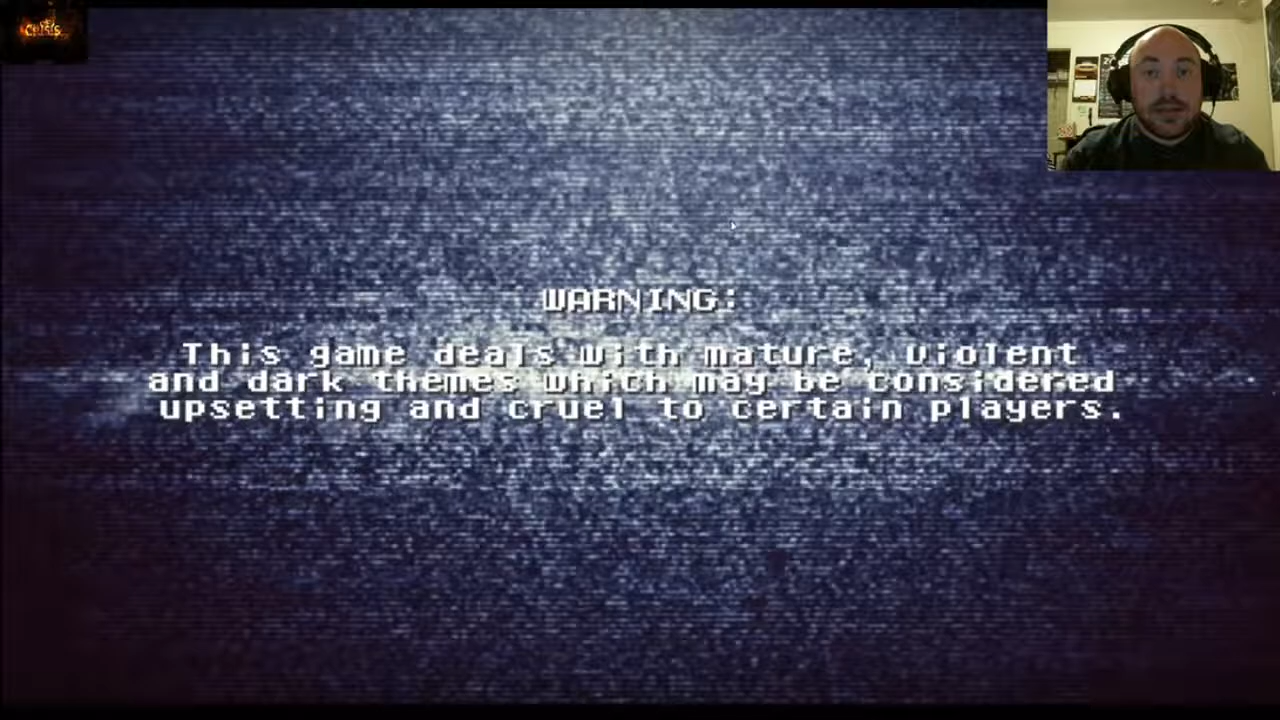 Crisis
WARNING:
This game deals with mature, violent
and dark themes which may be considered
upsetting and cruel to certain players.